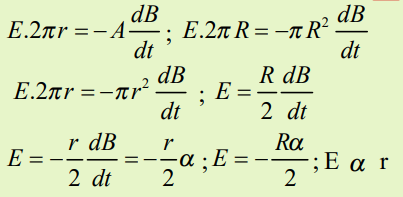 E.2πr = −A dB/dt ; E.2π R = −π R² dB/dt
E.2πr = −πr² dB/dt ; E = R/2 dB/dt
E = − r/2 dB/dt = − r/2 α ; E = − Rα/2 ; E α r